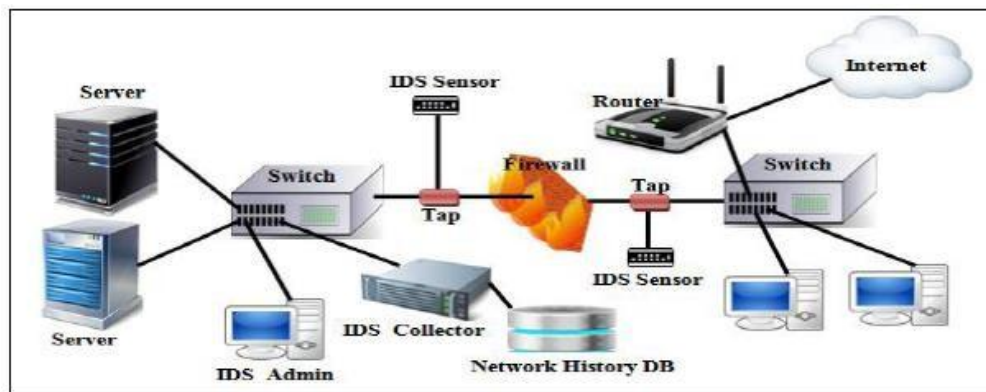 Server
IDS Sensor
Internet
Router
Switch
Firewall
Switch
Tap
Tap
IDS Sensor
Server
IDS Collector
IDS Admin
Network History DB